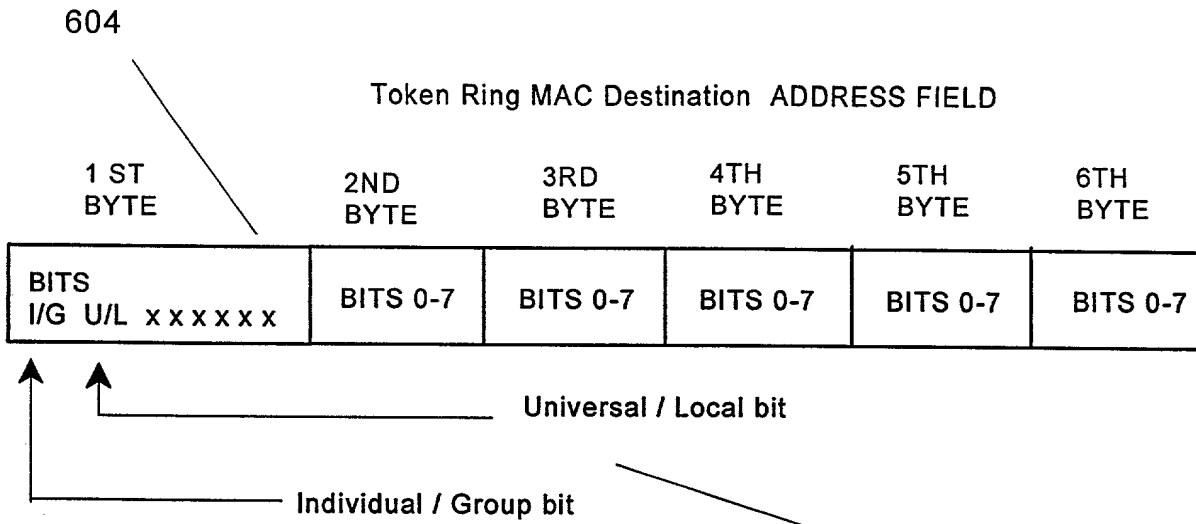 604
Token Ring MAC Destination ADDRESS FIELD
1 ST BYTE
2ND BYTE
3RD BYTE
4TH BYTE
5TH BYTE
6TH BYTE
BITS
I/G U/L x x x x x x
BITS 0-7
BITS 0-7
BITS 0-7
BITS 0-7
BITS 0-7
Universal / Local bit
Individual / Group bit